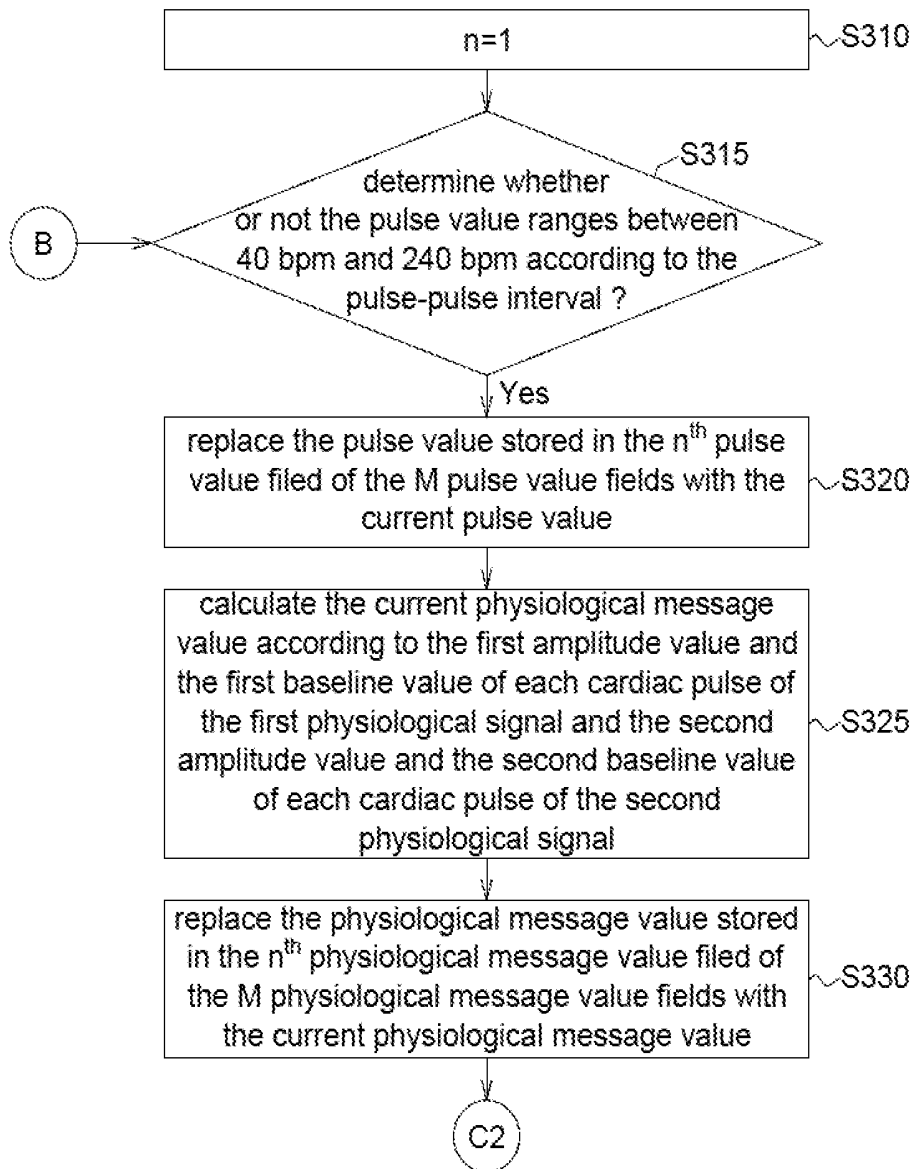 n=1
S310
S315
determine whether
or not the pulse value ranges between
40 bpm and 240 bpm according to the
pulse-pulse interval ?
B
Yes
replace the pulse value stored in the nth pulse
value filed of the M pulse value fields with the
current pulse value
S320
calculate the current physiological message
value according to the first amplitude value and
the first baseline value of each cardiac pulse of
the first physiological signal and the second
amplitude value and the second baseline value
of each cardiac pulse of the second
physiological signal
S325
replace the physiological message value stored
in the nth physiological message value filed of
the M physiological message value fields with
the current physiological message value
S330
C2